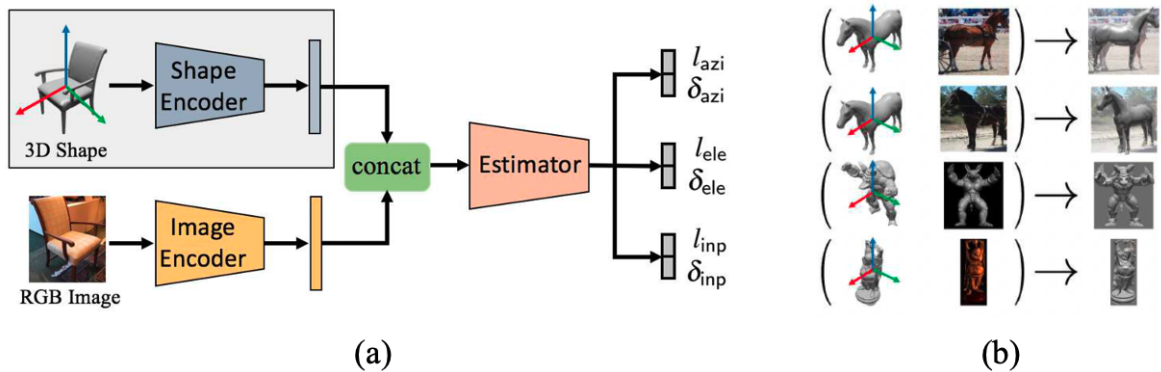 Shape
Encoder
3D Shape
Image
Encoder
RGB Image
concat
Estimator
l_azi
δ_azi
l_ele
δ_ele
l_inp
δ_inp
(a)
(b)